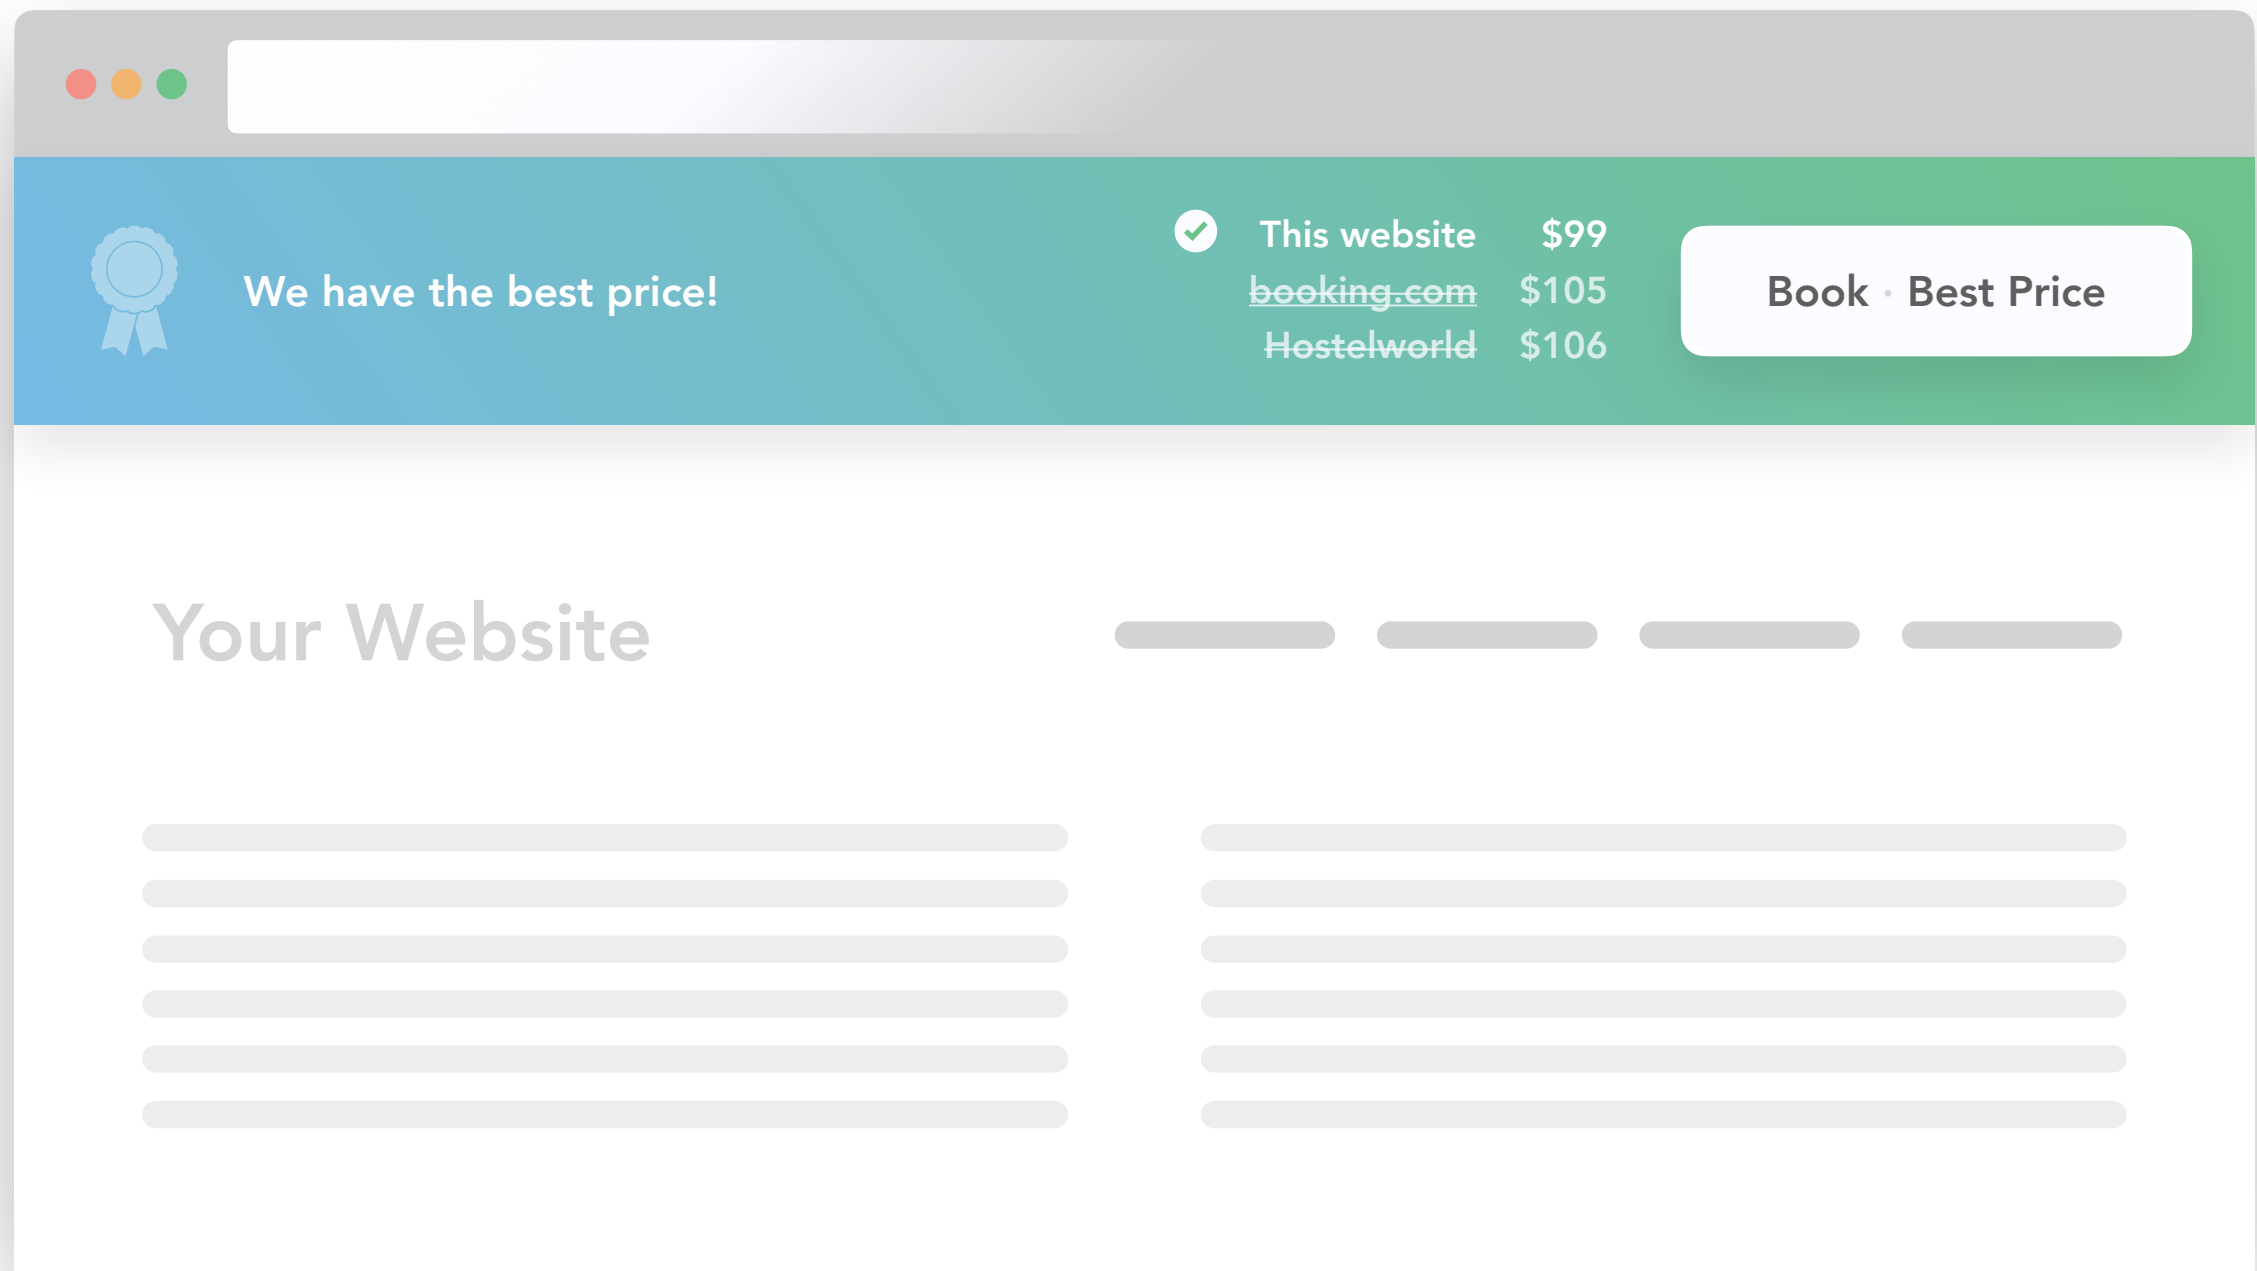 We have the best price!
This website $99
booking.com $105
Hostelworld $106
Book · Best Price
Your Website